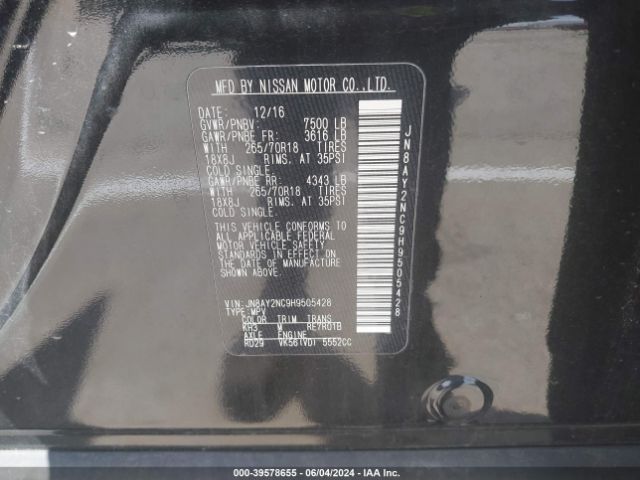 MFD BY NISSAN MOTOR CO.,LTD.
DATE: 12/16
GVWR/PNBV: 7500 LB
GAWR/PNBE FR: 3616 LB
WITH 265/70R18 TIRES
18X8J RIMS. AT 35PSI
COLD SINGLE.
GAWR/PNBE RR: 4343 LB
WITH 265/70R18 TIRES
18X8J RIMS. AT 35PSI
COLD SINGLE.
THIS VEHICLE CONFORMS TO
ALL APPLICABLE FEDERAL
MOTOR VEHICLE SAFETY
STANDARDS IN EFFECT ON
THE DATE OF MANUFACTURE
SHOWN ABOVE.
VIN: JN8AY2NC9H9505428
TYPE: MPV
COLOR TRIM TRANS
KH3 M RE7R01B
AXLE ENGINE
RD29 VK56(VD) 5552CC
JN8AY2NC9H9505428
000-39578655 | 06/04/2024 | IAA Inc.